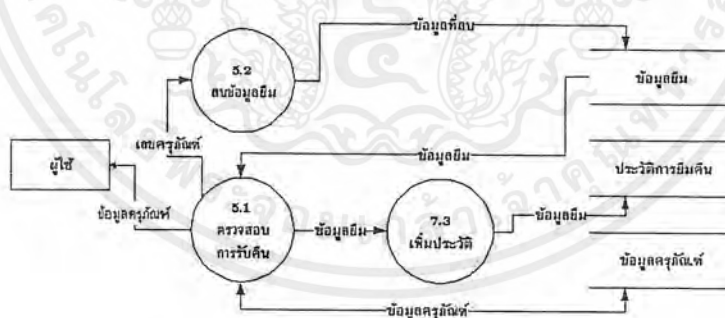 ข้อมูลที่ลบ
5.2
ลบข้อมูลยืม
ข้อมูลยืม
เลขครุภัณฑ์
ผู้ใช้
ข้อมูลยืม
ประวัติการยืมคืน
ข้อมูลครุภัณฑ์
5.1
ตรวจสอบ
การรับคืน
ข้อมูลยืม
7.3
เพิ่มประวัติ
ข้อมูลยืม
ข้อมูลครุภัณฑ์
ข้อมูลครุภัณฑ์